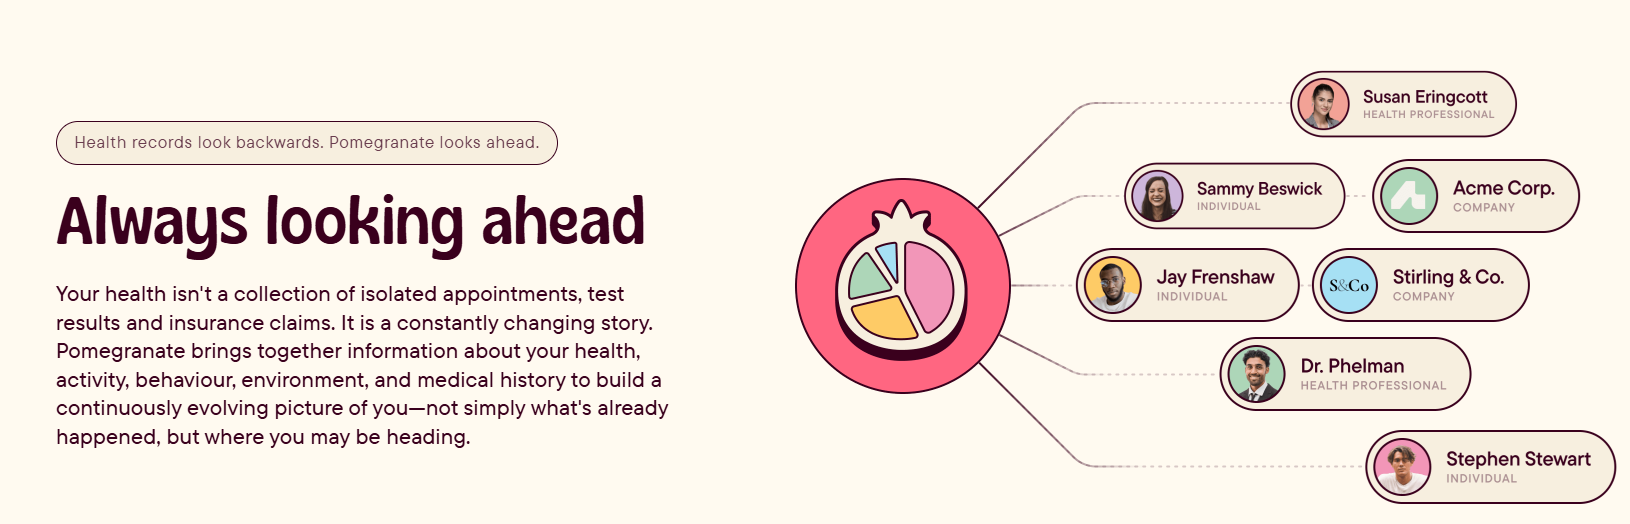 Health records look backwards. Pomegranate looks ahead.
Always looking ahead
Your health isn't a collection of isolated appointments, test
results and insurance claims. It is a constantly changing story.
Pomegranate brings together information about your health,
activity, behaviour, environment, and medical history to build a
continuously evolving picture of you—not simply what's already
happened, but where you may be heading.
Susan Eringcott
HEALTH PROFESSIONAL
Sammy Beswick
INDIVIDUAL
Acme Corp.
COMPANY
Jay Frenshaw
INDIVIDUAL
S&Co
Stirling & Co.
COMPANY
Dr. Phelman
HEALTH PROFESSIONAL
Stephen Stewart
INDIVIDUAL